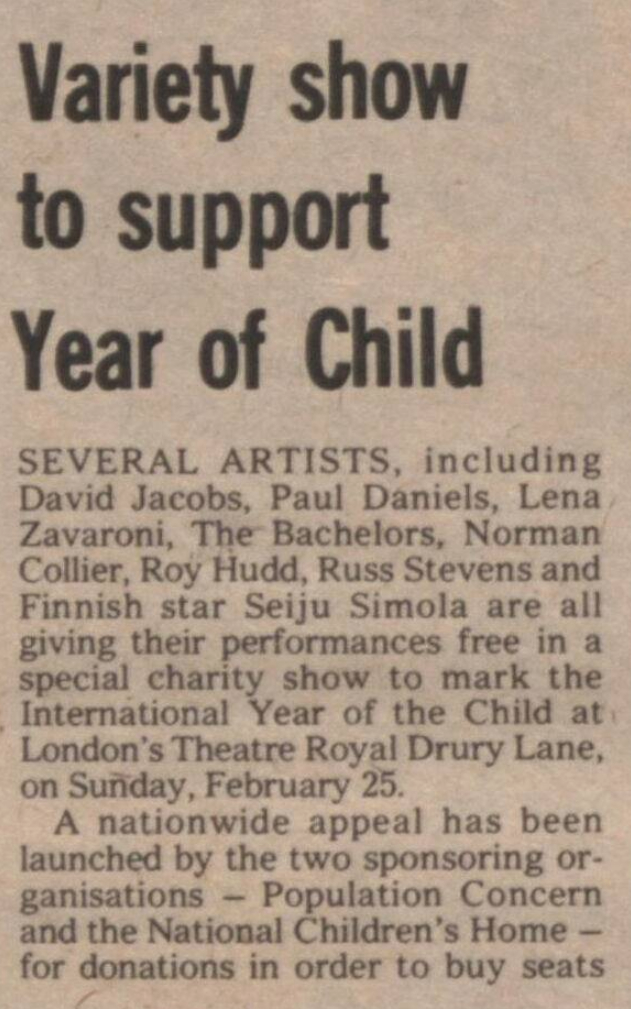 Variety show
to support
Year of Child
SEVERAL ARTISTS, including
David Jacobs, Paul Daniels, Lena
Zavaroni, The Bachelors, Norman
Collier, Roy Hudd, Russ Stevens and
Finnish star Seiju Simola are all
giving their performances free in a
special charity show to mark the
International Year of the Child at
London's Theatre Royal Drury Lane,
on Sunday, February 25.
A nationwide appeal has been
launched by the two sponsoring or-
ganisations – Population Concern
and the National Children's Home –
for donations in order to buy seats